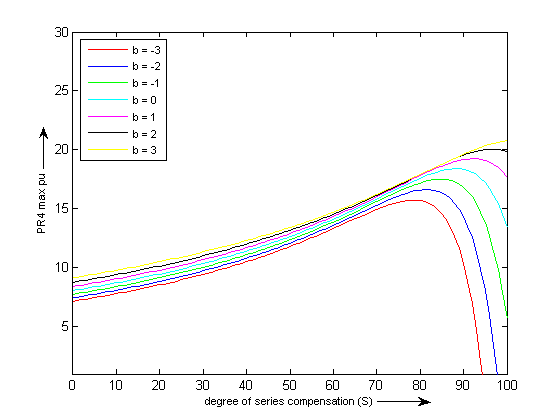 30
25
20
15
10
5
PR4 max pu
b = -3
b = -2
b = -1
b = 0
b = 1
b = 2
b = 3
0 10 20 30 40 50 60 70 80 90 100
degree of series compensation (S)